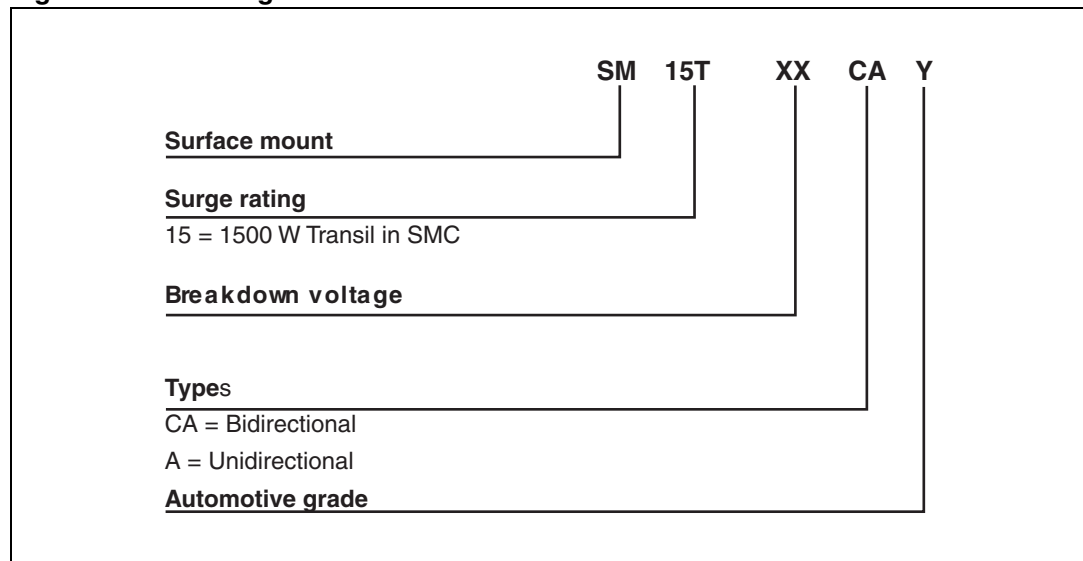 SM 15T XX CA Y
Surface mount
Surge rating
15 = 1500 W Transil in SMC
Breakdown voltage
Types
CA = Bidirectional
A = Unidirectional
Automotive grade